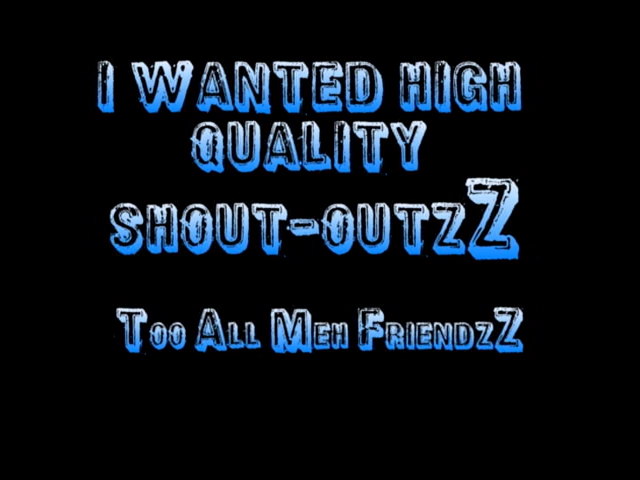 I WANTED HIGH
QUALITY
SHOUT-OUTZZ
TOO ALL MEH FRIENDZZ